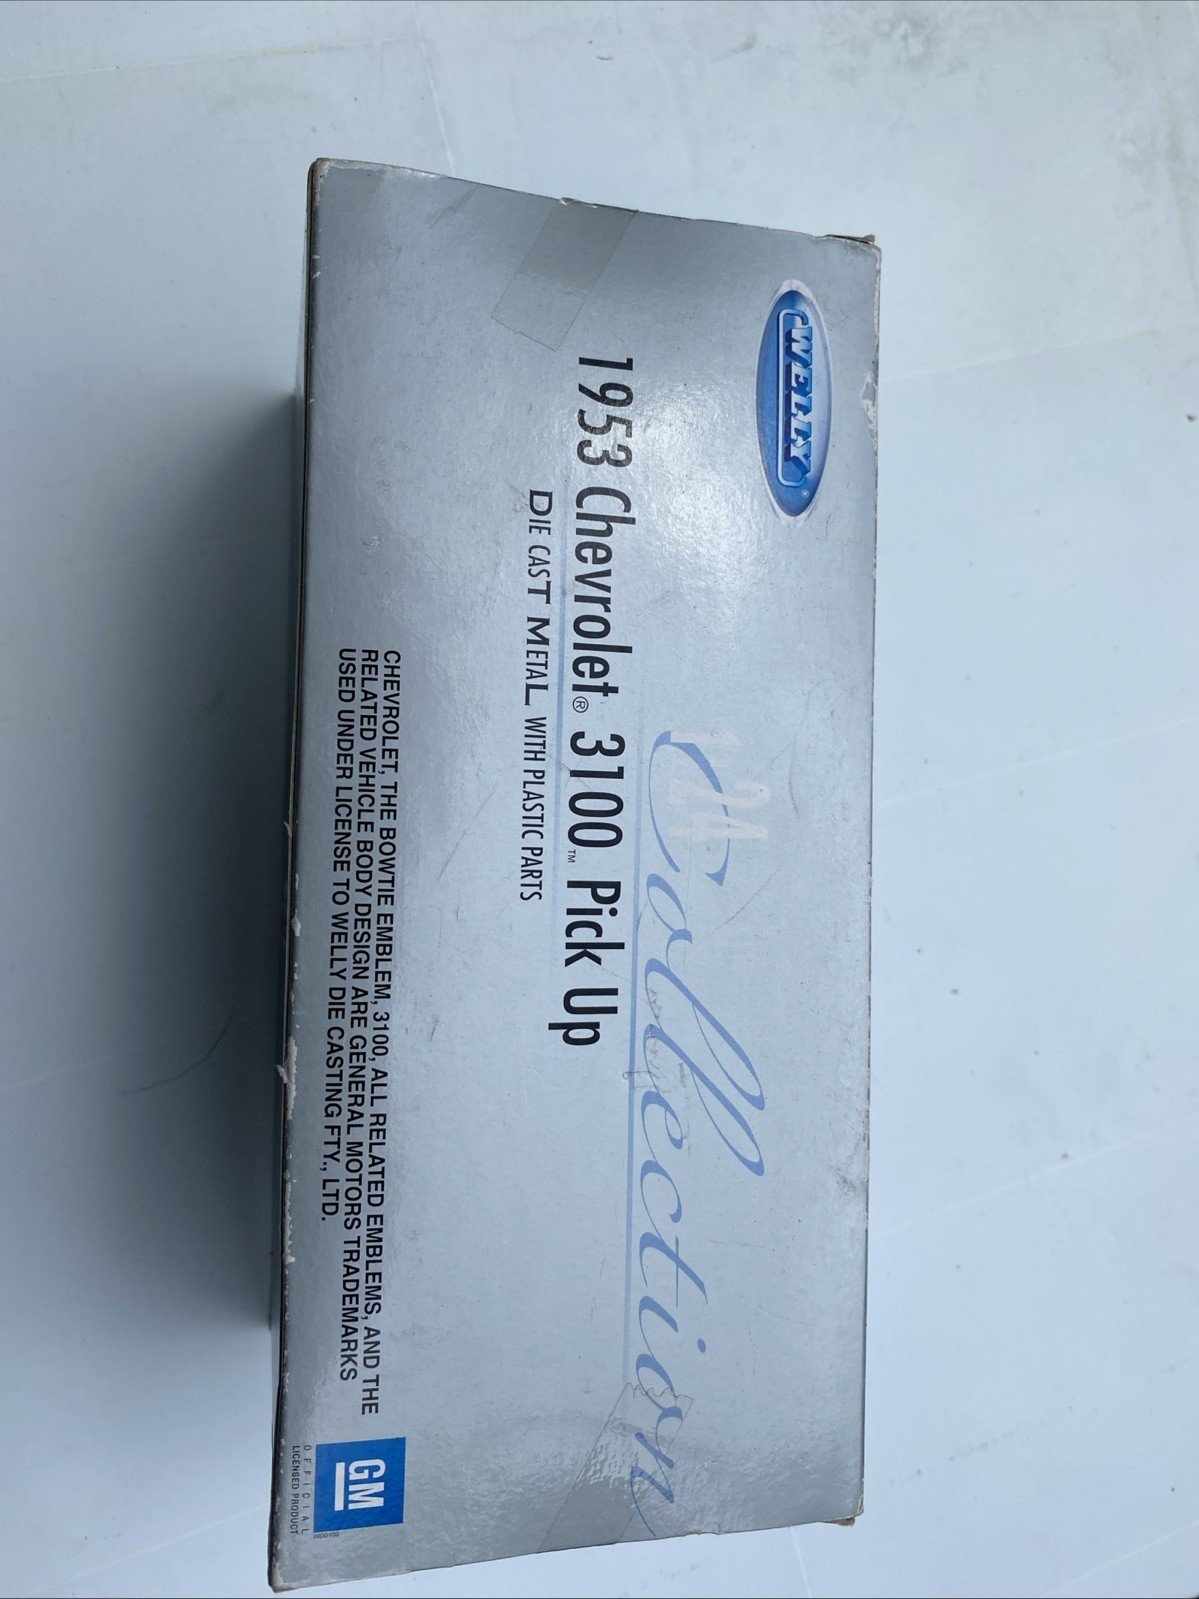 WELLY®
1:24
Collection
1953 Chevrolet® 3100™ Pick Up
DIE CAST METAL WITH PLASTIC PARTS
CHEVROLET, THE BOWTIE EMBLEM, 3100, ALL RELATED EMBLEMS, AND THE
RELATED VEHICLE BODY DESIGN ARE GENERAL MOTORS TRADEMARKS
USED UNDER LICENSE TO WELLY DIE CASTING FTY., LTD.
GM
OFFICIAL
LICENSED PRODUCT